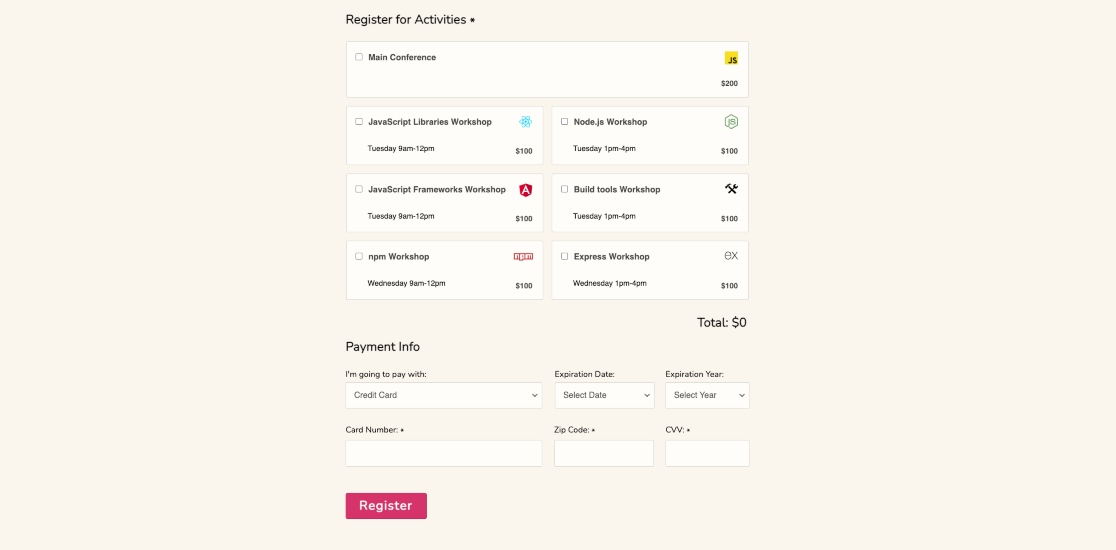 Register for Activities *
Main Conference
JS
$200
JavaScript Libraries Workshop
Tuesday 9am-12pm
$100
Node.js Workshop
JS
Tuesday 1pm-4pm
$100
JavaScript Frameworks Workshop
A
Tuesday 9am-12pm
$100
Build tools Workshop
Tuesday 1pm-4pm
$100
npm Workshop
npm
Wednesday 9am-12pm
$100
Express Workshop
ex
Wednesday 1pm-4pm
$100
Total: $0
Payment Info
I'm going to pay with:
Credit Card
Expiration Date:
Select Date
Expiration Year:
Select Year
Card Number: *
Zip Code: *
CVV: *
Register